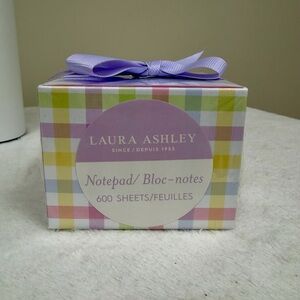 LAURA ASHLEY
SINCE/DEPUIS 1953
Notepad/ Bloc-notes
600 SHEETS/FEUILLES